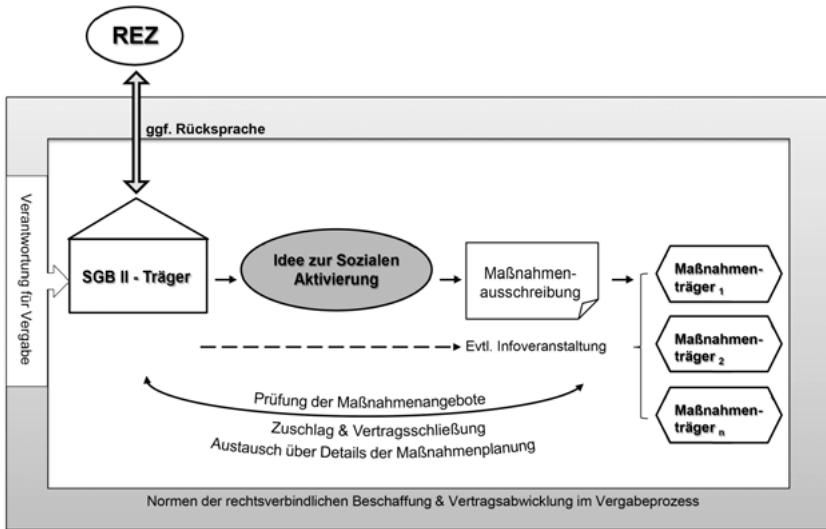 REZ
ggf. Rücksprache
Verantwortung für Vergabe
SGB II - Träger
Idee zur Sozialen
Aktivierung
Maßnahmen-
ausschreibung
Maßnahmen-
träger 1
Maßnahmen-
träger 2
Maßnahmen-
träger n
Evtl. Infoveranstaltung
Prüfung der Maßnahmenangebote
Zuschlag & Vertragsschließung
Austausch über Details der Maßnahmenplanung
Normen der rechtsverbindlichen Beschaffung & Vertragsabwicklung im Vergabeprozess